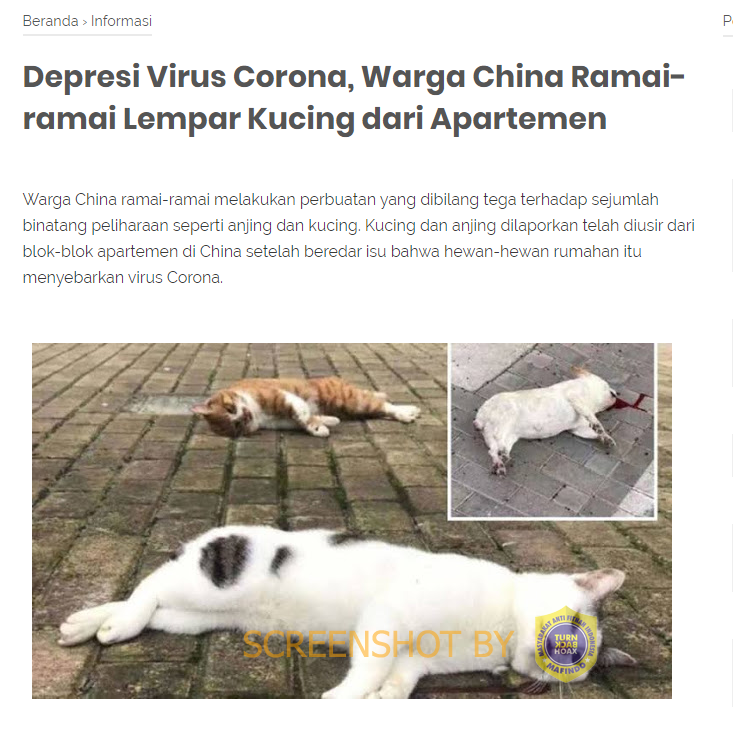 Beranda › Informasi
P
Depresi Virus Corona, Warga China Ramai-
ramai Lempar Kucing dari Apartemen
Warga China ramai-ramai melakukan perbuatan yang dibilang tega terhadap sejumlah
binatang peliharaan seperti anjing dan kucing. Kucing dan anjing dilaporkan telah diusir dari
blok-blok apartemen di China setelah beredar isu bahwa hewan-hewan rumahan itu
menyebarkan virus Corona.
SCREENSHOT BY
MASYARAKAT ANTI FITNAH INDONESIA
TURN
BACK
HOAX
MAFINDO